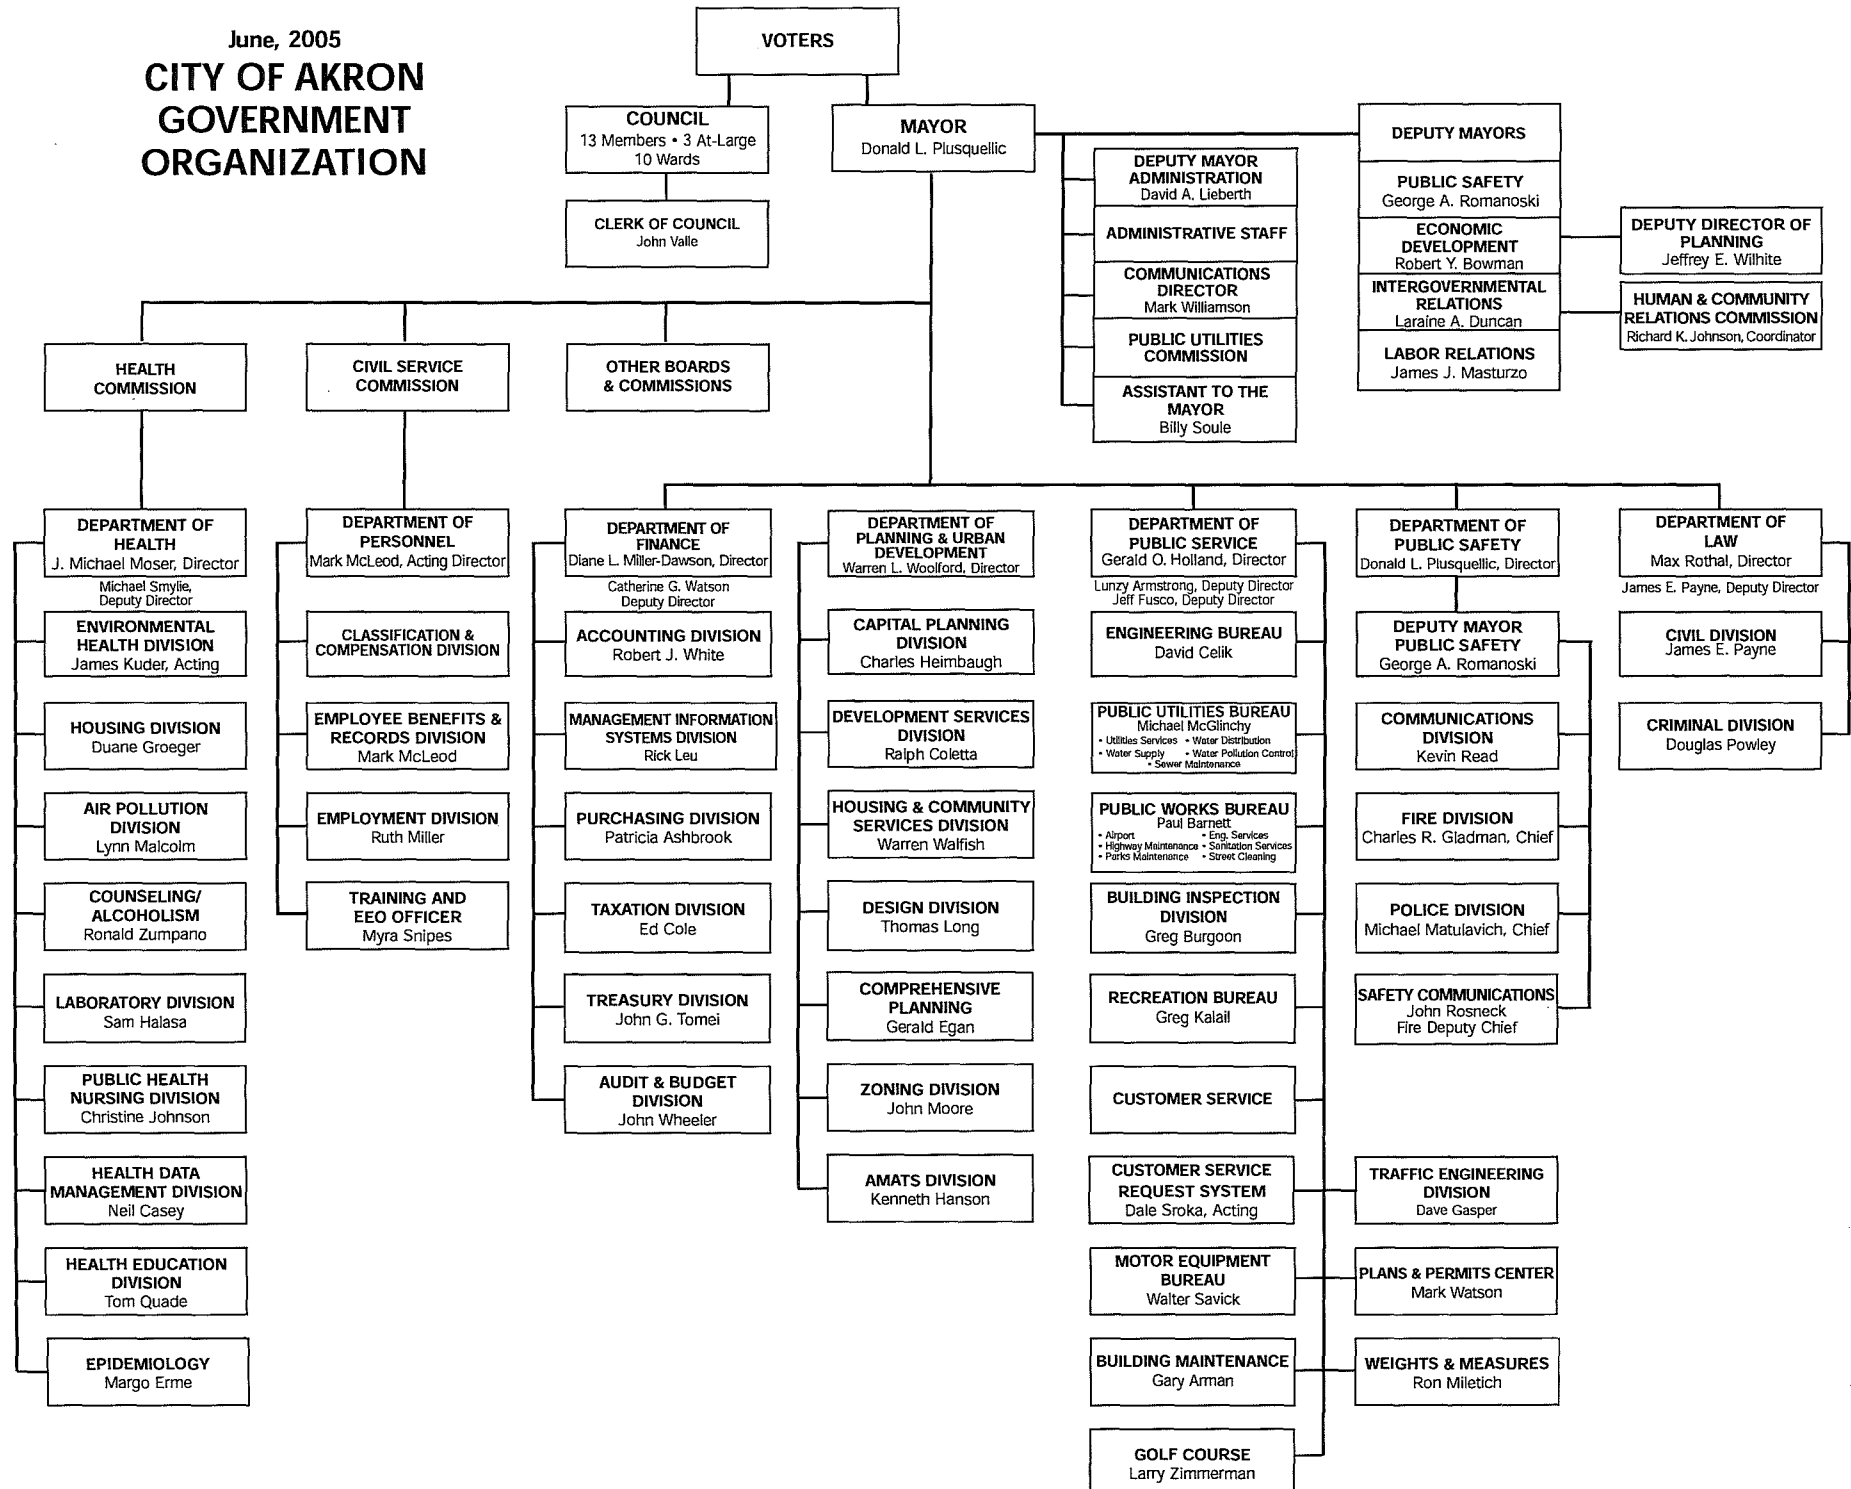 June, 2005
CITY OF AKRON
GOVERNMENT
ORGANIZATION
VOTERS
COUNCIL
13 Members • 3 At-Large
10 Wards
CLERK OF COUNCIL
John Valle
MAYOR
Donald L. Plusquellic
DEPUTY MAYOR
ADMINISTRATION
David A. Lieberth
ADMINISTRATIVE STAFF
COMMUNICATIONS
DIRECTOR
Mark Williamson
PUBLIC UTILITIES
COMMISSION
ASSISTANT TO THE
MAYOR
Billy Soule
DEPUTY MAYORS
PUBLIC SAFETY
George A. Romanoski
ECONOMIC
DEVELOPMENT
Robert Y. Bowman
INTERGOVERNMENTAL
RELATIONS
Laraine A. Duncan
LABOR RELATIONS
James J. Masturzo
DEPUTY DIRECTOR OF
PLANNING
Jeffrey E. Wilhite
HUMAN & COMMUNITY
RELATIONS COMMISSION
Richard K. Johnson, Coordinator
HEALTH
COMMISSION
CIVIL SERVICE
COMMISSION
OTHER BOARDS
& COMMISSIONS
DEPARTMENT OF
HEALTH
J. Michael Moser, Director
Michael Smylie,
Deputy Director
ENVIRONMENTAL
HEALTH DIVISION
James Kuder, Acting
HOUSING DIVISION
Duane Groeger
AIR POLLUTION
DIVISION
Lynn Malcolm
COUNSELING/
ALCOHOLISM
Ronald Zumpano
LABORATORY DIVISION
Sam Halasa
PUBLIC HEALTH
NURSING DIVISION
Christine Johnson
HEALTH DATA
MANAGEMENT DIVISION
Neil Casey
HEALTH EDUCATION
DIVISION
Tom Quade
EPIDEMIOLOGY
Margo Erme
DEPARTMENT OF
PERSONNEL
Mark McLeod, Acting Director
CLASSIFICATION &
COMPENSATION DIVISION
EMPLOYEE BENEFITS &
RECORDS DIVISION
Mark McLeod
EMPLOYMENT DIVISION
Ruth Miller
TRAINING AND
EEO OFFICER
Myra Snipes
DEPARTMENT OF
FINANCE
Diane L. Miller-Dawson, Director
Catherine G. Watson
Deputy Director
ACCOUNTING DIVISION
Robert J. White
MANAGEMENT INFORMATION
SYSTEMS DIVISION
Rick Leu
PURCHASING DIVISION
Patricia Ashbrook
TAXATION DIVISION
Ed Cole
TREASURY DIVISION
John G. Tomei
AUDIT & BUDGET
DIVISION
John Wheeler
DEPARTMENT OF
PLANNING & URBAN
DEVELOPMENT
Warren L. Woolford, Director
CAPITAL PLANNING
DIVISION
Charles Heimbaugh
DEVELOPMENT SERVICES
DIVISION
Ralph Coletta
HOUSING & COMMUNITY
SERVICES DIVISION
Warren Walfish
DESIGN DIVISION
Thomas Long
COMPREHENSIVE
PLANNING
Gerald Egan
ZONING DIVISION
John Moore
AMATS DIVISION
Kenneth Hanson
DEPARTMENT OF
PUBLIC SERVICE
Gerald O. Holland, Director
Lunzy Armstrong, Deputy Director
Jeff Fusco, Deputy Director
ENGINEERING BUREAU
David Celik
PUBLIC UTILITIES BUREAU
Michael McGlinchy
• Utilities Services • Water Distribution
• Water Supply • Water Pollution Control
• Sewer Maintenance
PUBLIC WORKS BUREAU
Paul Barnett
• Airport • Eng. Services
• Highway Maintenance • Sanitation Services
• Parks Maintenance • Street Cleaning
BUILDING INSPECTION
DIVISION
Greg Burgoon
RECREATION BUREAU
Greg Kalail
CUSTOMER SERVICE
CUSTOMER SERVICE
REQUEST SYSTEM
Dale Sroka, Acting
MOTOR EQUIPMENT
BUREAU
Walter Savick
BUILDING MAINTENANCE
Gary Arman
GOLF COURSE
Larry Zimmerman
TRAFFIC ENGINEERING
DIVISION
Dave Gasper
PLANS & PERMITS CENTER
Mark Watson
WEIGHTS & MEASURES
Ron Miletich
DEPARTMENT OF
PUBLIC SAFETY
Donald L. Plusquellic, Director
DEPUTY MAYOR
PUBLIC SAFETY
George A. Romanoski
COMMUNICATIONS
DIVISION
Kevin Read
FIRE DIVISION
Charles R. Gladman, Chief
POLICE DIVISION
Michael Matulavich, Chief
SAFETY COMMUNICATIONS
John Rosneck
Fire Deputy Chief
DEPARTMENT OF
LAW
Max Rothal, Director
James E. Payne, Deputy Director
CIVIL DIVISION
James E. Payne
CRIMINAL DIVISION
Douglas Powley